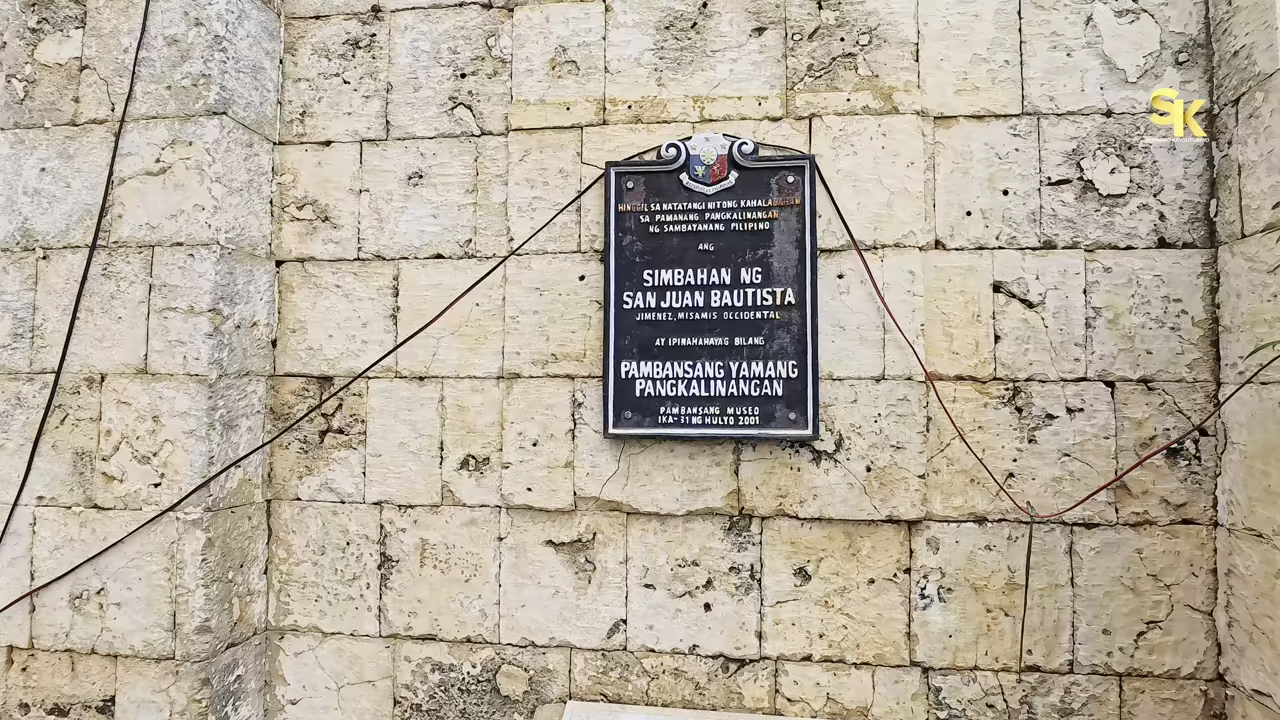 SK
HINGGIL SA NATATANGI NITONG KAHALAGAHAN
SA PAMANANG PANGKALINANGAN
NG SAMBAYANANG PILIPINO
ANG
SIMBAHAN NG
SAN JUAN BAUTISTA
JIMENEZ, MISAMIS OCCIDENTAL
AY IPINAHAHAYAG BILANG
PAMBANSANG YAMANG
PANGKALINANGAN
PAMBANSANG MUSEO
IKA-31 NG HULYO 2001